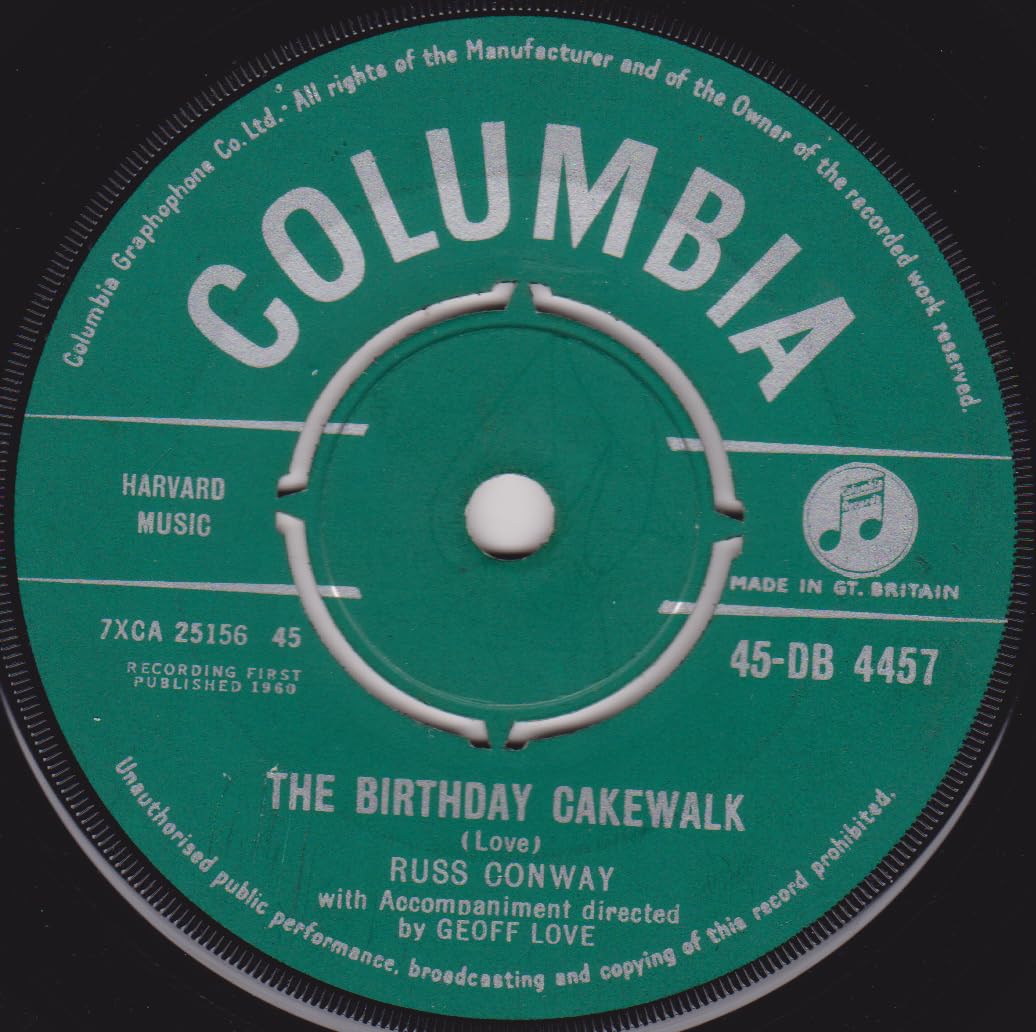 Columbia Graphophone Co. Ltd.- All rights of the Manufacturer and of the Owner of the recorded work reserved.
COLUMBIA
HARVARD
MUSIC
Columbia
Records
MADE IN GT. BRITAIN
7XCA 25156 45
45-DB 4457
RECORDING FIRST
PUBLISHED 1960
THE BIRTHDAY CAKEWALK
(Love)
RUSS CONWAY
with Accompaniment directed
by GEOFF LOVE
Unauthorised public performance, broadcasting and copying of this record prohibited.